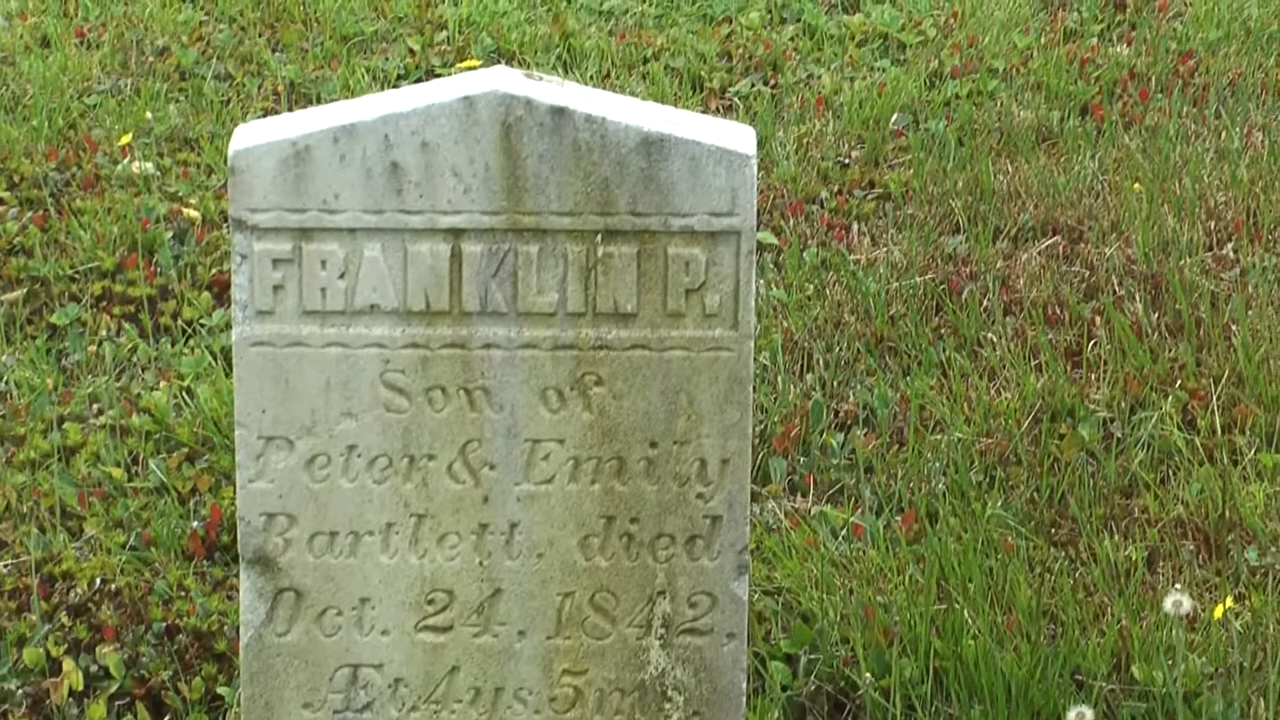 FRANKLIN P.
Son of
Peter & Emily
Bartlett, died
Oct. 24, 1842,
Æt 4 ys. 5 m